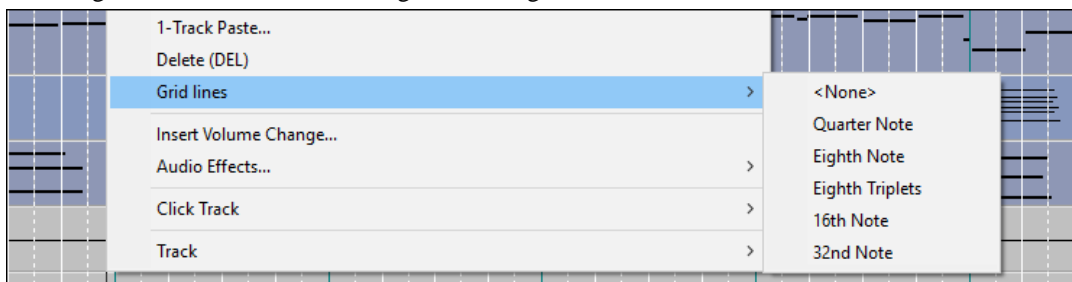 1-Track Paste...
Delete (DEL)
Grid lines
Insert Volume Change...
Audio Effects...
Click Track
Track
<None>
Quarter Note
Eighth Note
Eighth Triplets
16th Note
32nd Note